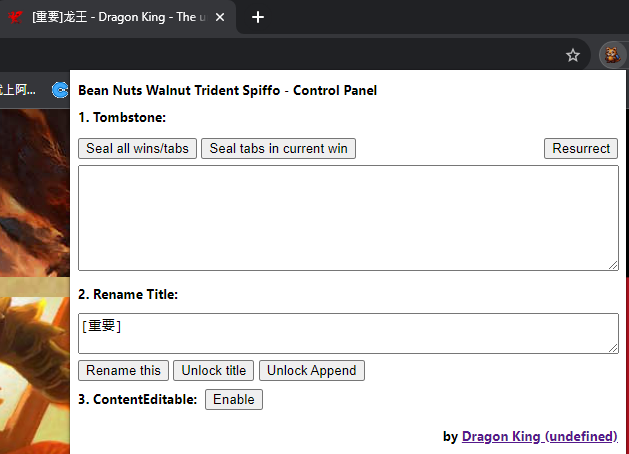 [重要]龙王 - Dragon King - The u
上阿...
Bean Nuts Walnut Trident Spiffo - Control Panel
1. Tombstone:
Seal all wins/tabs Seal tabs in current win Resurrect
2. Rename Title:
[重要]
Rename this Unlock title Unlock Append
3. ContentEditable: Enable
by Dragon King (undefined)